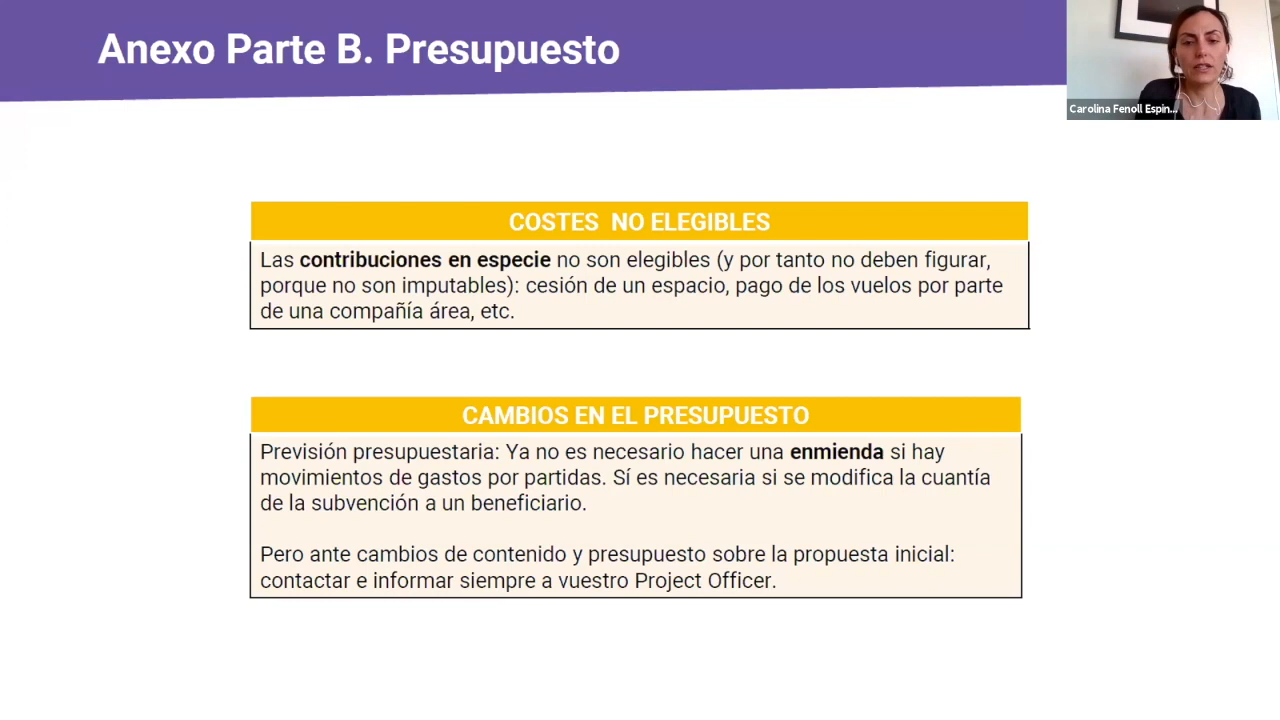 Anexo Parte B. Presupuesto
Carolina Fenoll Espin...
COSTES NO ELEGIBLES
Las contribuciones en especie no son elegibles (y por tanto no deben figurar,
porque no son imputables): cesión de un espacio, pago de los vuelos por parte
de una compañía área, etc.
CAMBIOS EN EL PRESUPUESTO
Previsión presupuestaria: Ya no es necesario hacer una enmienda si hay
movimientos de gastos por partidas. Sí es necesaria si se modifica la cuantía
de la subvención a un beneficiario.
Pero ante cambios de contenido y presupuesto sobre la propuesta inicial:
contactar e informar siempre a vuestro Project Officer.